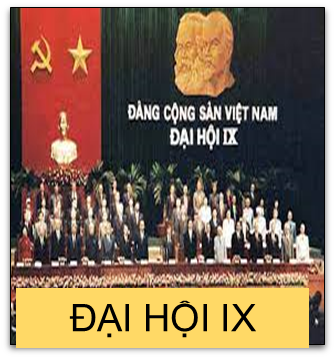 ĐẢNG CỘNG SẢN VIỆT NAM
ĐẠI HỘI IX
ĐẠI HỘI IX